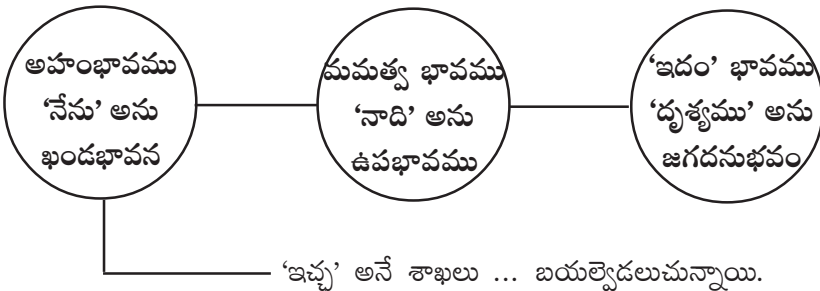 అహంభావము
‘నేను’ అను
ఖండభావన
మమత్వ భావము
‘నాది’ అను
ఉపభావము
‘ఇదం’ భావము
‘దృశ్యము’ అను
జగదనుభవం
‘ఇచ్ఛ’ అనే శాఖలు ... బయల్వెడలుచున్నాయి.